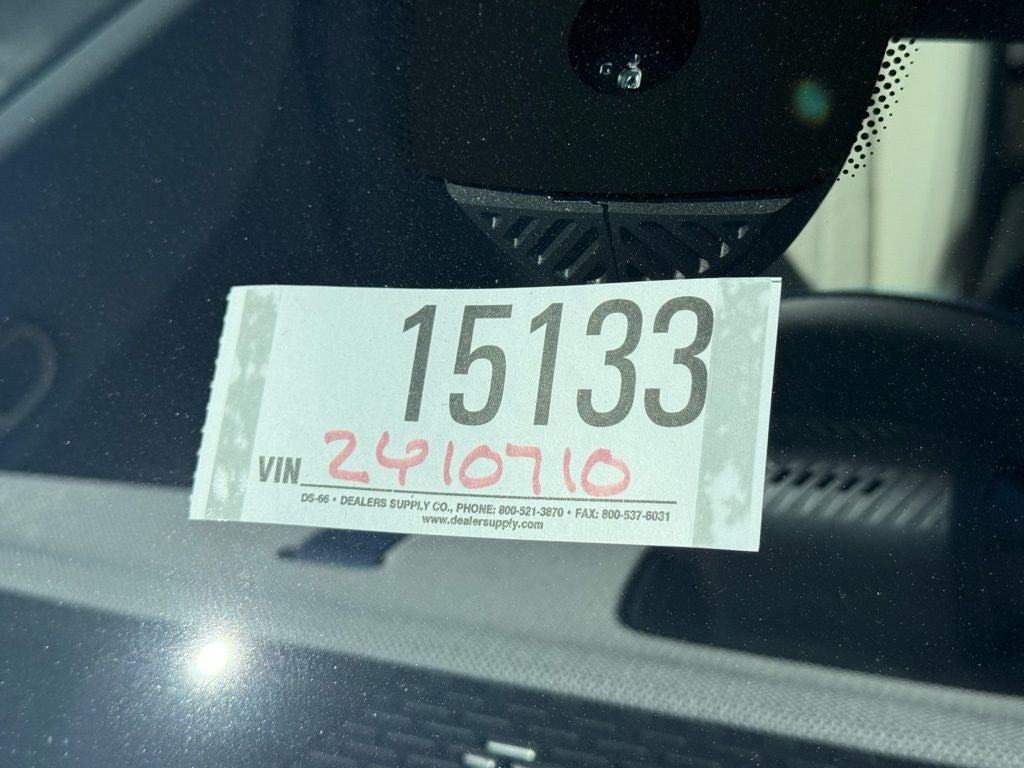 15133
VIN 2410710
DS-66 • DEALERS SUPPLY CO., PHONE: 800-521-3870 • FAX: 800-537-6031
www.dealersupply.com